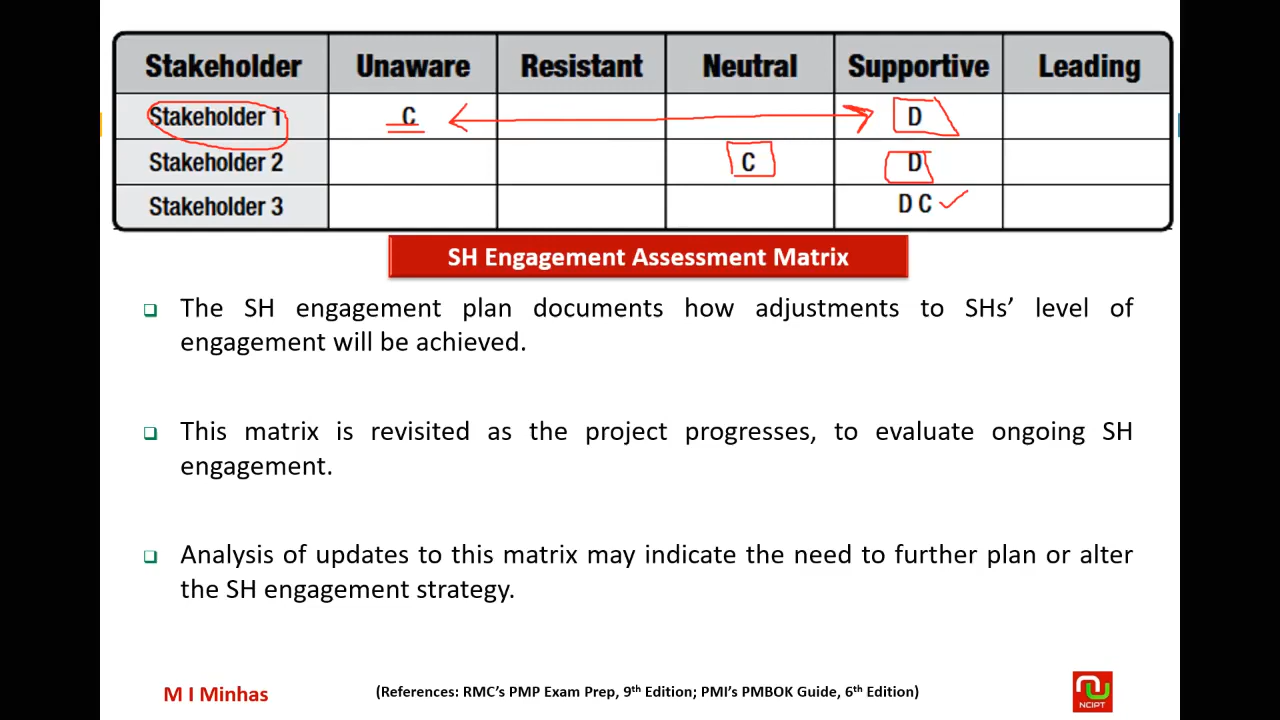 Stakeholder Unaware Resistant Neutral Supportive Leading
Stakeholder 1 C D
Stakeholder 2 C D
Stakeholder 3 D C
SH Engagement Assessment Matrix
The SH engagement plan documents how adjustments to SHs’ level of
engagement will be achieved.
This matrix is revisited as the project progresses, to evaluate ongoing SH
engagement.
Analysis of updates to this matrix may indicate the need to further plan or alter
the SH engagement strategy.
M I Minhas
(References: RMC’s PMP Exam Prep, 9th Edition; PMI’s PMBOK Guide, 6th Edition)
NCIPT